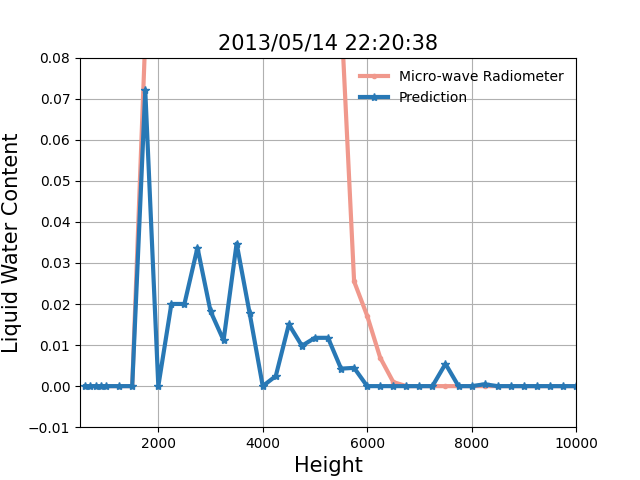 2013/05/14 22:20:38
Micro-wave Radiometer
Prediction
Liquid Water Content
0.08
0.07
0.06
0.05
0.04
0.03
0.02
0.01
0.00
−0.01
2000 4000 6000 8000 10000
Height